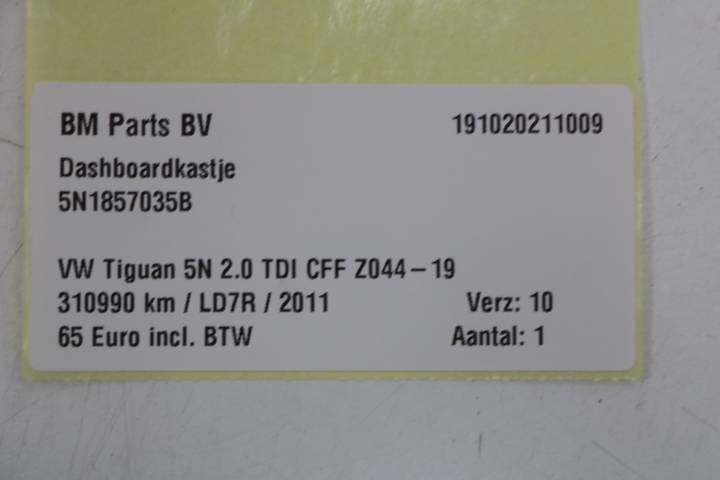 BM Parts BV 191020211009
Dashboardkastje
5N1857035B
VW Tiguan 5N 2.0 TDI CFF Z044-19
310990 km / LD7R / 2011 Verz: 10
65 Euro incl. BTW Aantal: 1